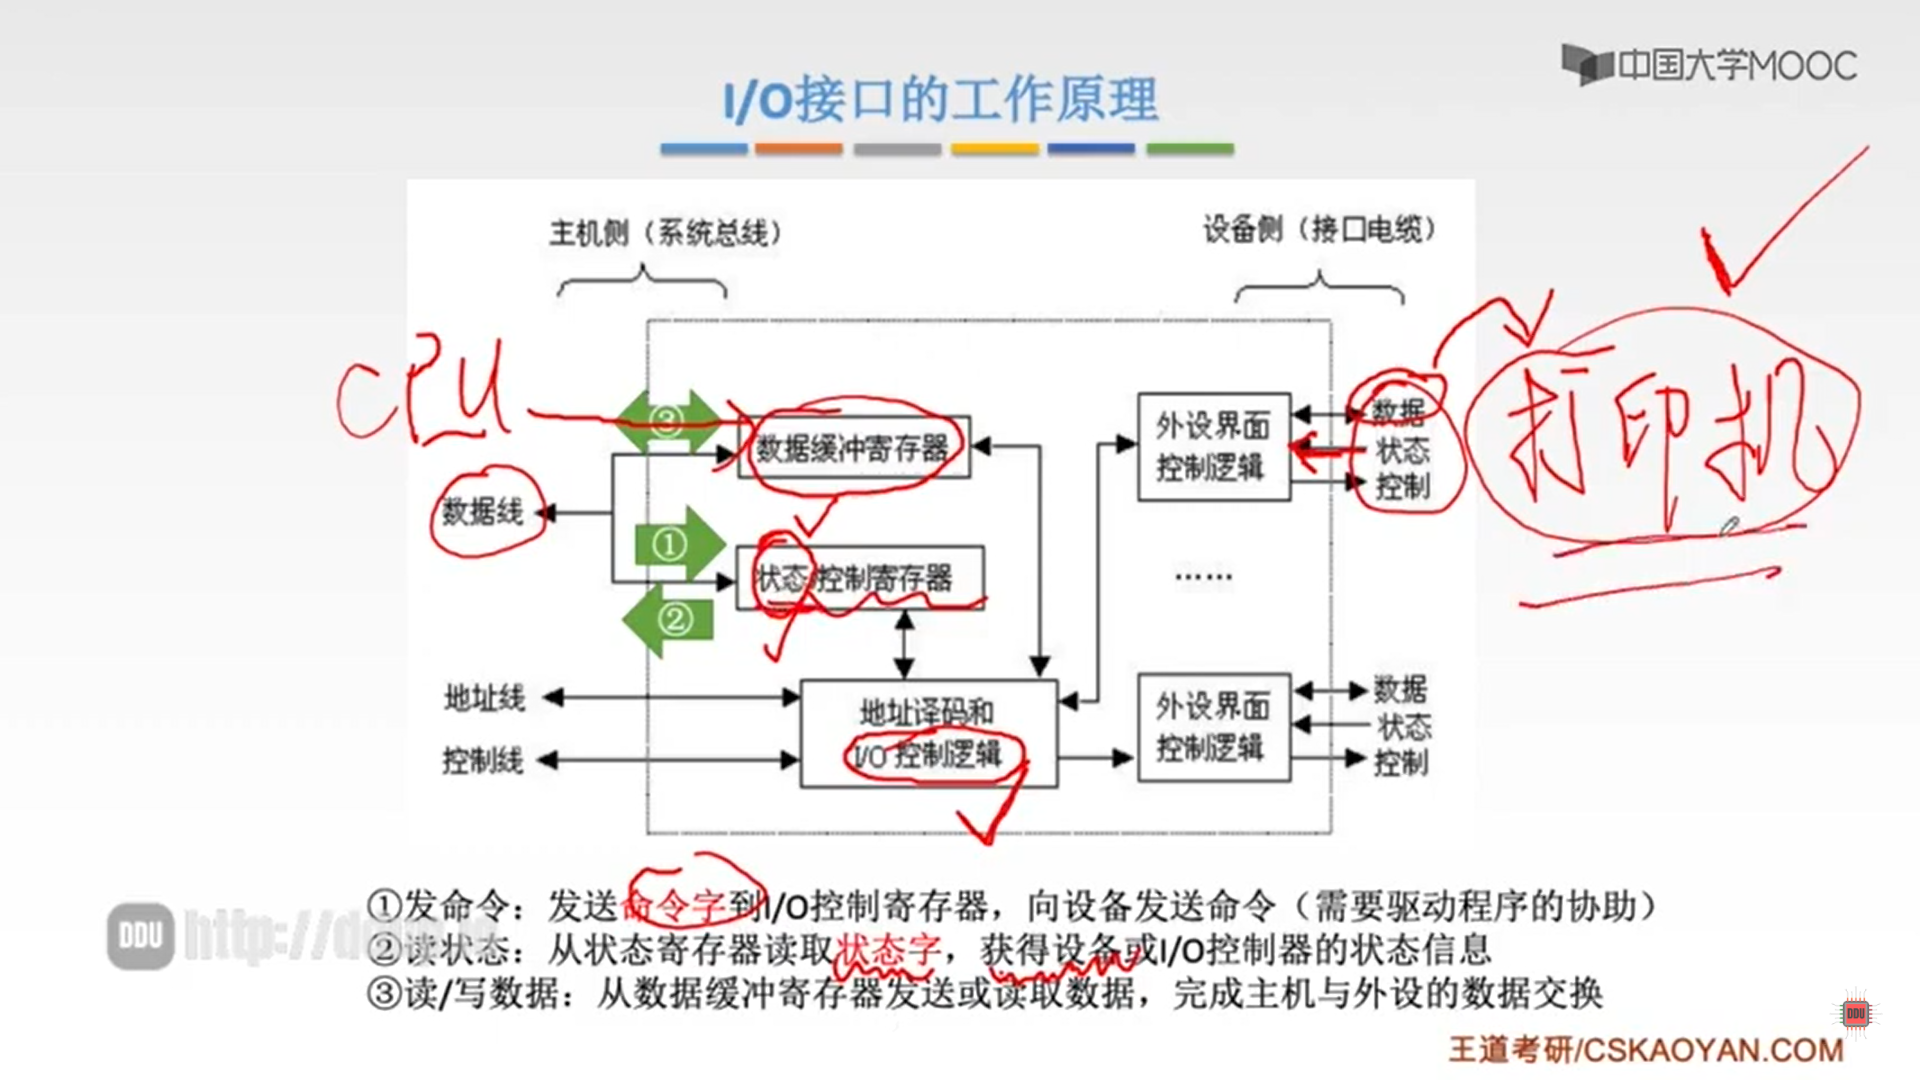 中国大学MOOC
I/O接口的工作原理
主机侧（系统总线）
设备侧（接口电缆）
CPU
③
数据缓冲寄存器
外设界面
控制逻辑
数据
状态
控制
打印机
数据线
①
状态/控制寄存器
②
......
地址线
控制线
地址译码和
I/O 控制逻辑
外设界面
控制逻辑
数据
状态
控制
①发命令：发送命令字到I/O控制寄存器，向设备发送命令（需要驱动程序的协助）
②读状态：从状态寄存器读取状态字，获得设备或I/O控制器的状态信息
③读/写数据：从数据缓冲寄存器发送或读取数据，完成主机与外设的数据交换
DDU
DDU
王道考研/CSKAOYAN.COM